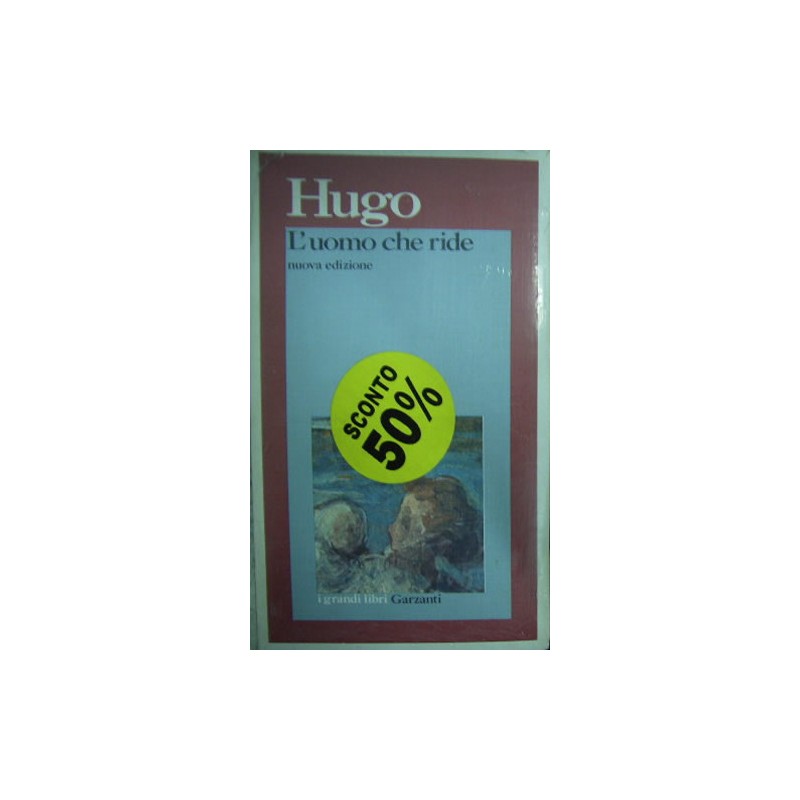 Hugo
L'uomo che ride
nuova edizione
SCONTO
50%
i grandi libri Garzanti